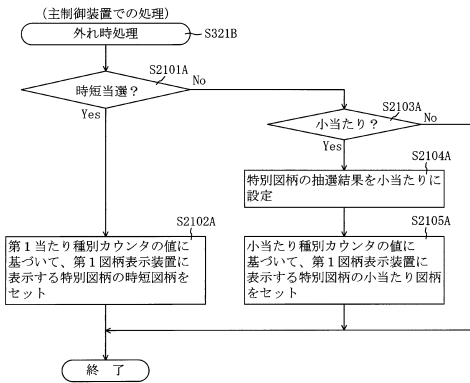 (主制御装置での処理)
外れ時処理
S321B
S2101A
時短当選?
No
Yes
S2103A
小当たり?
No
Yes
S2104A
特別図柄の抽選結果を小当たりに
設定
S2102A
第1当たり種別カウンタの値に
基づいて、第1図柄表示装置に
表示する特別図柄の時短図柄を
セット
S2105A
小当たり種別カウンタの値に
基づいて、第1図柄表示装置に
表示する特別図柄の小当たり図柄
をセット
終 了